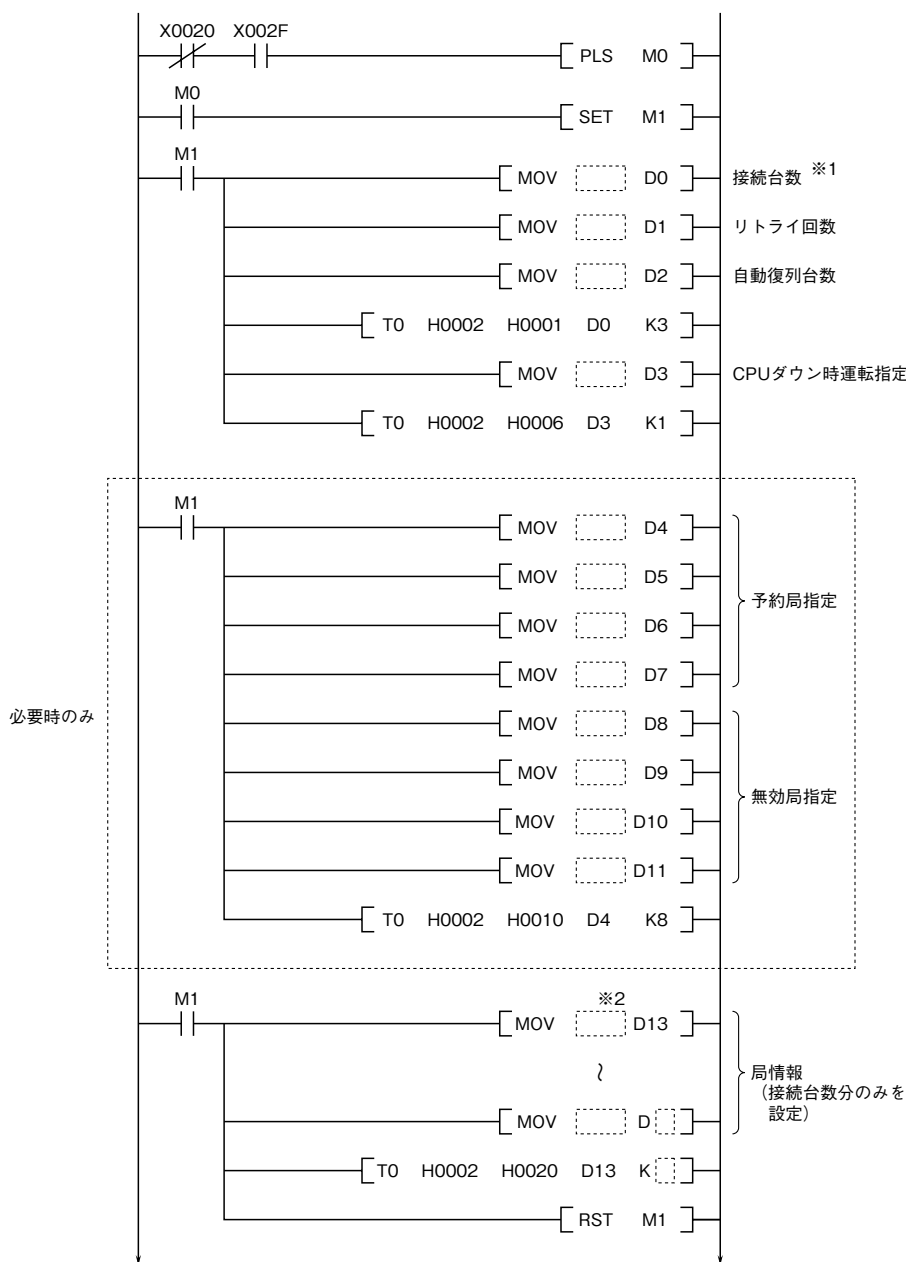 X0020 X002F
PLS M0
M0
SET M1
M1
MOV D0 接続台数 ※1
MOV D1 リトライ回数
MOV D2 自動復列台数
T0 H0002 H0001 D0 K3
MOV D3 CPUダウン時運転指定
T0 H0002 H0006 D3 K1
必要時のみ
M1
MOV D4
MOV D5
予約局指定
MOV D6
MOV D7
MOV D8
MOV D9
無効局指定
MOV D10
MOV D11
T0 H0002 H0010 D4 K8
M1
※2
MOV D13
~
局情報
（接続台数分のみを
設定）
MOV D
T0 H0002 H0020 D13 K
RST M1